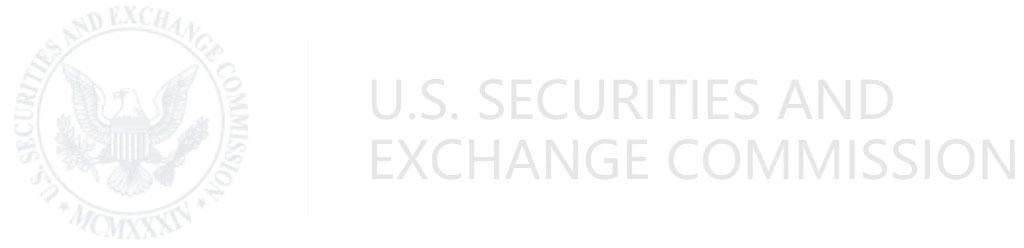 U.S. SECURITIES AND EXCHANGE COMMISSION
* MCMXXXIV *
U.S. SECURITIES AND
EXCHANGE COMMISSION